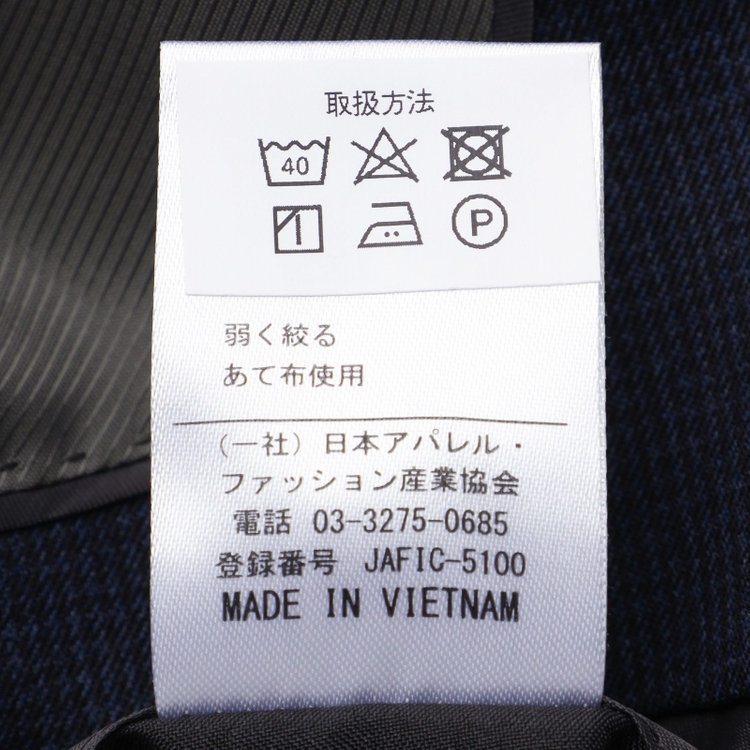 取扱方法
40
P
弱く絞る
あて布使用
(一社)日本アパレル・
ファッション産業協会
電話 03-3275-0685
登録番号 JAFIC-5100
MADE IN VIETNAM